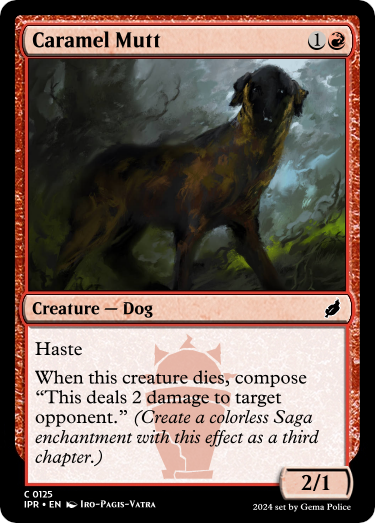 Caramel Mutt 1
Creature — Dog
Haste
When this creature dies, compose
“This deals 2 damage to target
opponent.” (Create a colorless Saga
enchantment with this effect as a third
chapter.)
2/1
C 0125
IPR • EN Iro-Pagis-Vatra
2024 set by Gema Police